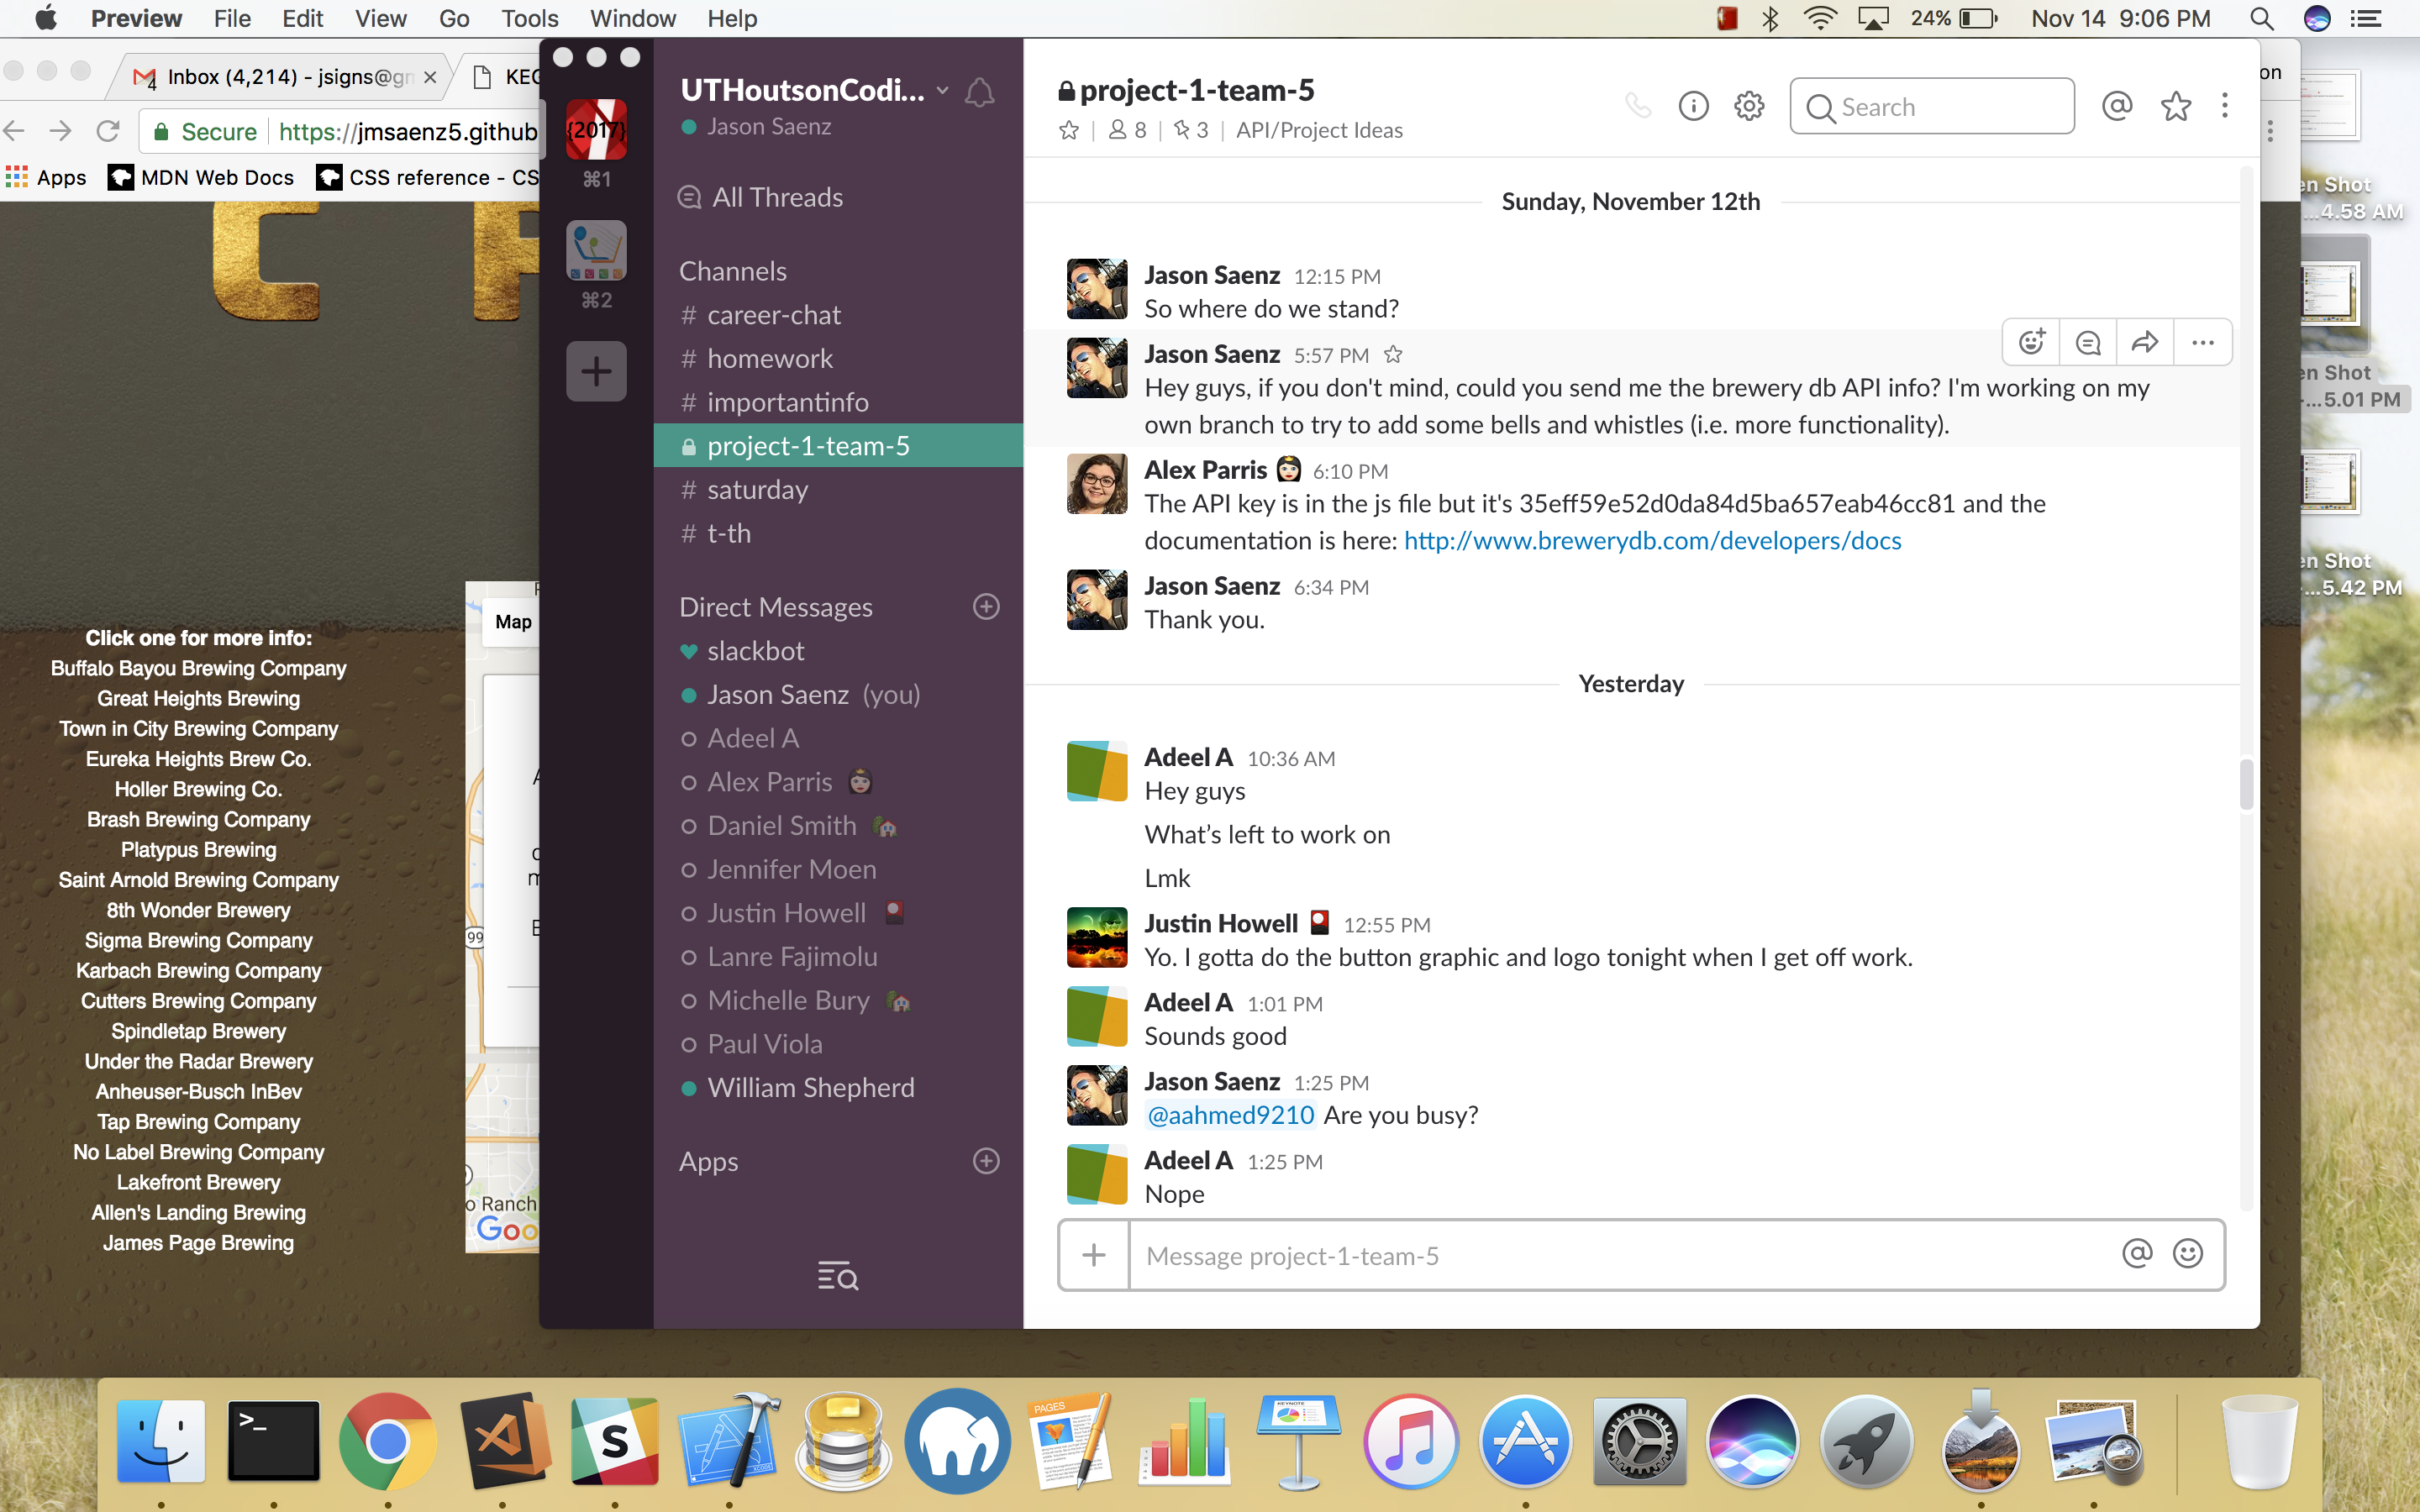 Preview File Edit View Go Tools Window Help
24% Nov 14 9:06 PM
Inbox (4,214) - jsigns@gm
Secure https://jmsaenz5.github
Apps MDN Web Docs CSS reference - CS
Click one for more info:
Buffalo Bayou Brewing Company
Great Heights Brewing
Town in City Brewing Company
Eureka Heights Brew Co.
Holler Brewing Co.
Brash Brewing Company
Platypus Brewing
Saint Arnold Brewing Company
8th Wonder Brewery
Sigma Brewing Company
Karbach Brewing Company
Cutters Brewing Company
Spindletap Brewery
Under the Radar Brewery
Anheuser-Busch InBev
Tap Brewing Company
No Label Brewing Company
Lakefront Brewery
Allen's Landing Brewing
James Page Brewing
Map
99
o Ranch
Goo
{2017}
⌘1
⌘2
UTHoutsonCodi...
Jason Saenz
All Threads
Channels
# career-chat
# homework
# importantinfo
project-1-team-5
# saturday
# t-th
Direct Messages
slackbot
Jason Saenz (you)
Adeel A
Alex Parris
Daniel Smith
Jennifer Moen
Justin Howell
Lanre Fajimolu
Michelle Bury
Paul Viola
William Shepherd
Apps
project-1-team-5
8 | 3 | API/Project Ideas
Search
Sunday, November 12th
Jason Saenz 12:15 PM
So where do we stand?
Jason Saenz 5:57 PM
Hey guys, if you don't mind, could you send me the brewery db API info? I'm working on my
own branch to try to add some bells and whistles (i.e. more functionality).
Alex Parris 6:10 PM
The API key is in the js file but it's 35eff59e52d0da84d5ba657eab46cc81 and the
documentation is here: http://www.brewerydb.com/developers/docs
Jason Saenz 6:34 PM
Thank you.
Yesterday
Adeel A 10:36 AM
Hey guys
What’s left to work on
Lmk
Justin Howell 12:55 PM
Yo. I gotta do the button graphic and logo tonight when I get off work.
Adeel A 1:01 PM
Sounds good
Jason Saenz 1:25 PM
@aahmed9210 Are you busy?
Adeel A 1:25 PM
Nope
Message project-1-team-5
on
en Shot
...4.58 AM
en Shot
...5.01 PM
en Shot
...5.42 PM
PAGES
KEYNOTE